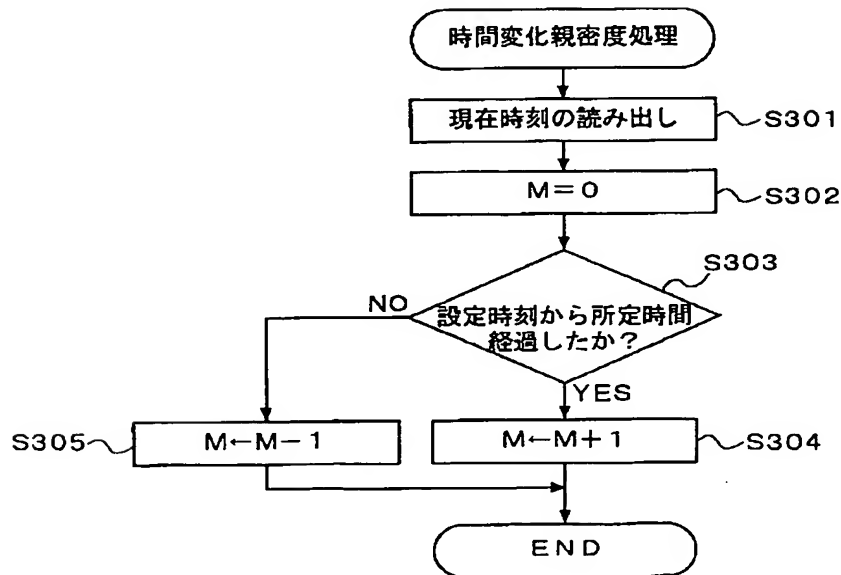 時間変化親密度処理
現在時刻の読み出し
S301
M=0
S302
S303
NO
設定時刻から所定時間
経過したか?
YES
S305
M←M-1
M←M+1
S304
END